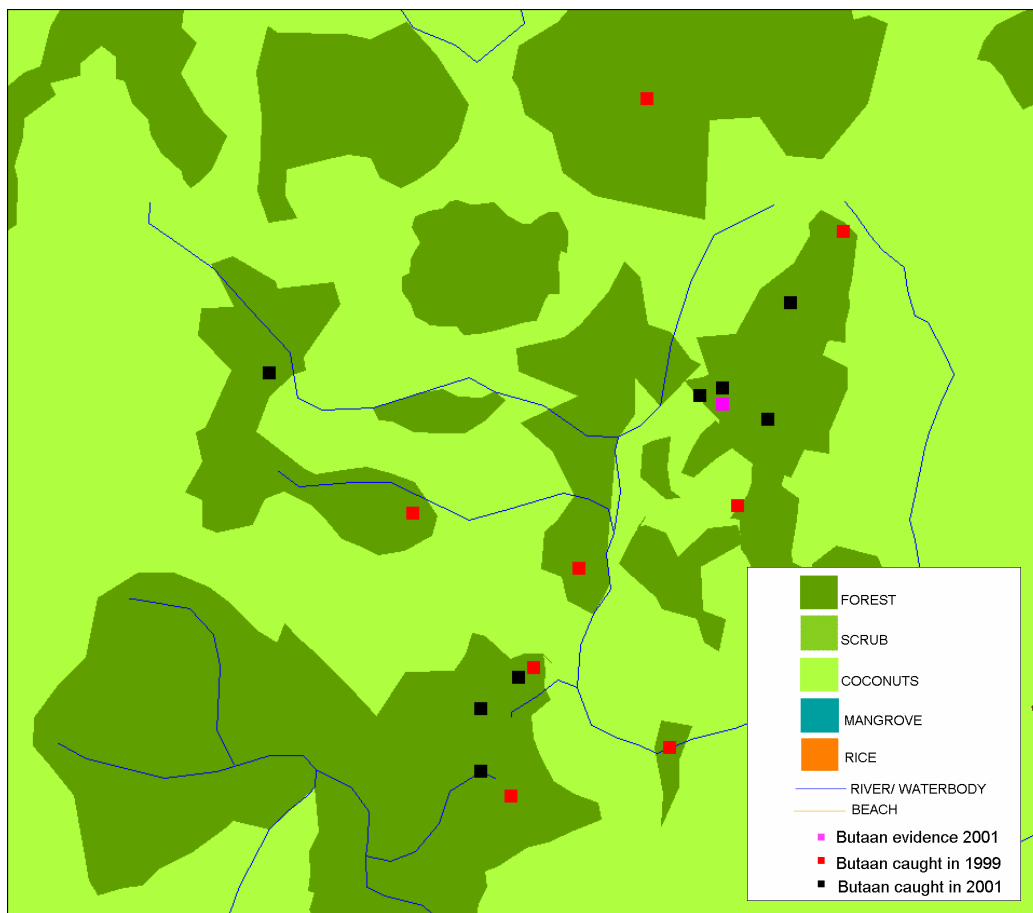 FOREST
SCRUB
COCONUTS
MANGROVE
RICE
RIVER/ WATERBODY
BEACH
Butaan evidence 2001
Butaan caught in 1999
Butaan caught in 2001